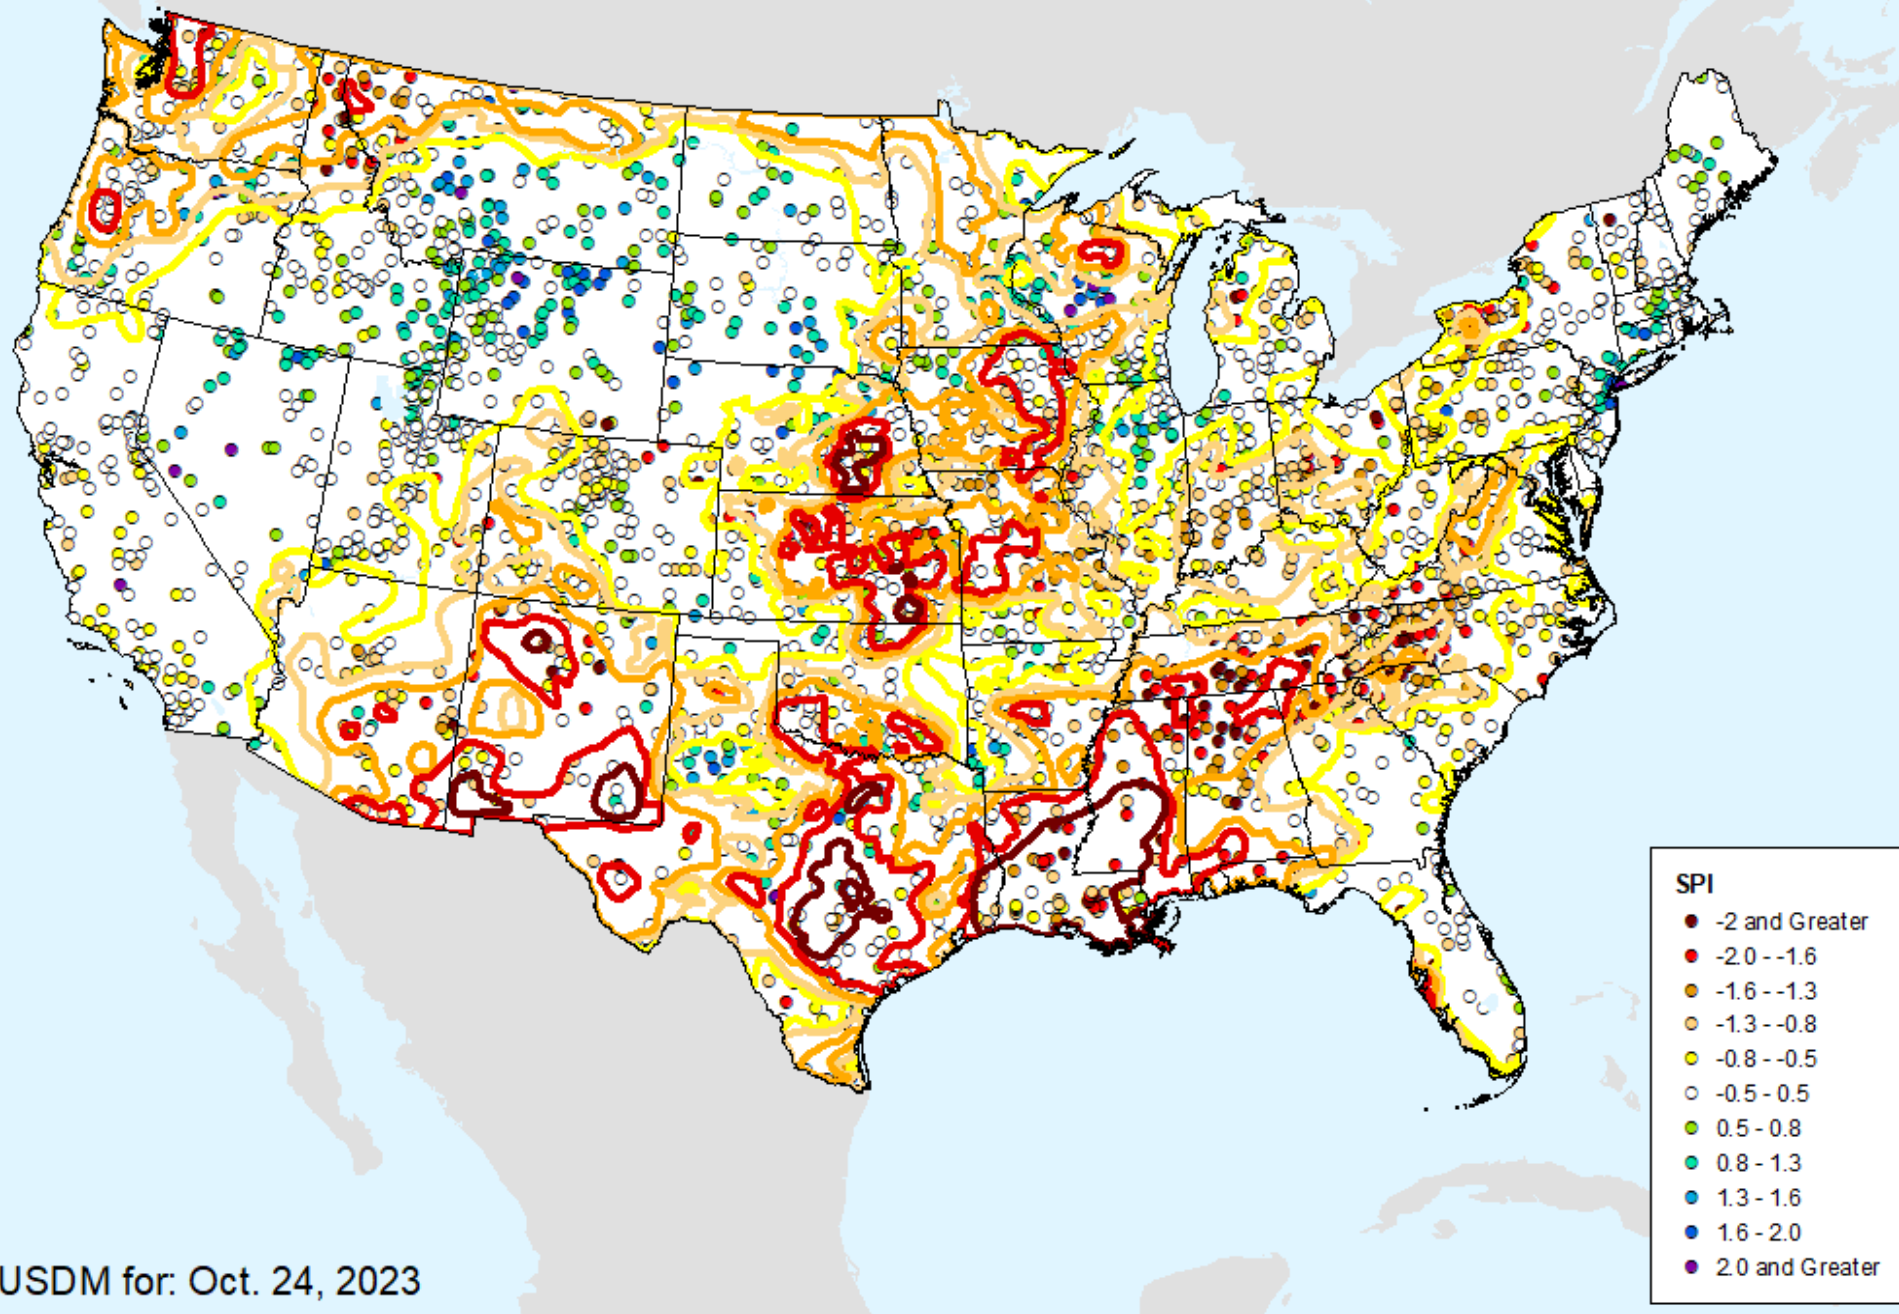 SPI
-2 and Greater
-2.0 - -1.6
-1.6 - -1.3
-1.3 - -0.8
-0.8 - -0.5
-0.5 - 0.5
0.5 - 0.8
0.8 - 1.3
1.3 - 1.6
1.6 - 2.0
2.0 and Greater
USDM for: Oct. 24, 2023